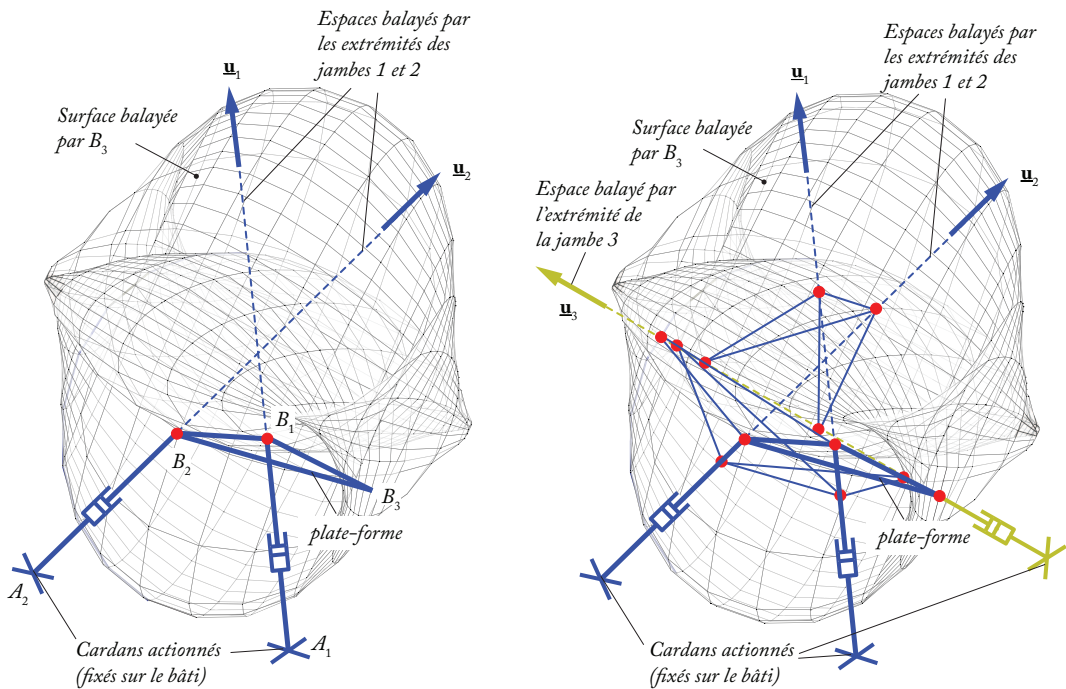 Espaces balayés par
les extrémités des
jambes 1 et 2
u₁
Surface balayée
par B₃
u₂
B₁
B₂
B₃
plate-forme
A₂
A₁
Cardans actionnés
(fixés sur le bâti)
Espaces balayés par
les extrémités des
jambes 1 et 2
u₁
Surface balayée
par B₃
u₂
Espace balayé par
l'extrémité de
la jambe 3
u₃
plate-forme
Cardans actionnés
(fixés sur le bâti)